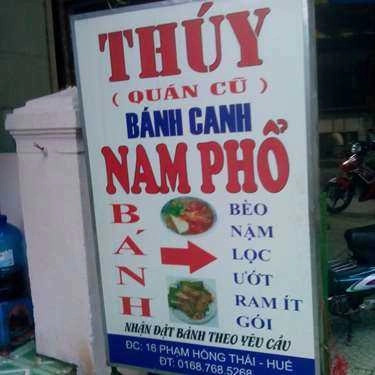 THÚY
( QUÁN CŨ )
BÁNH CANH
NAM PHỔ
BÁNH
BÈO
NẬM
LỌC
ƯỚT
RAM ÍT
GÓI
NHẬN ĐẶT BÁNH THEO YÊU CẦU
ĐC: 16 PHẠM HỒNG THÁI - HUẾ
ĐT: 0168.768.5268